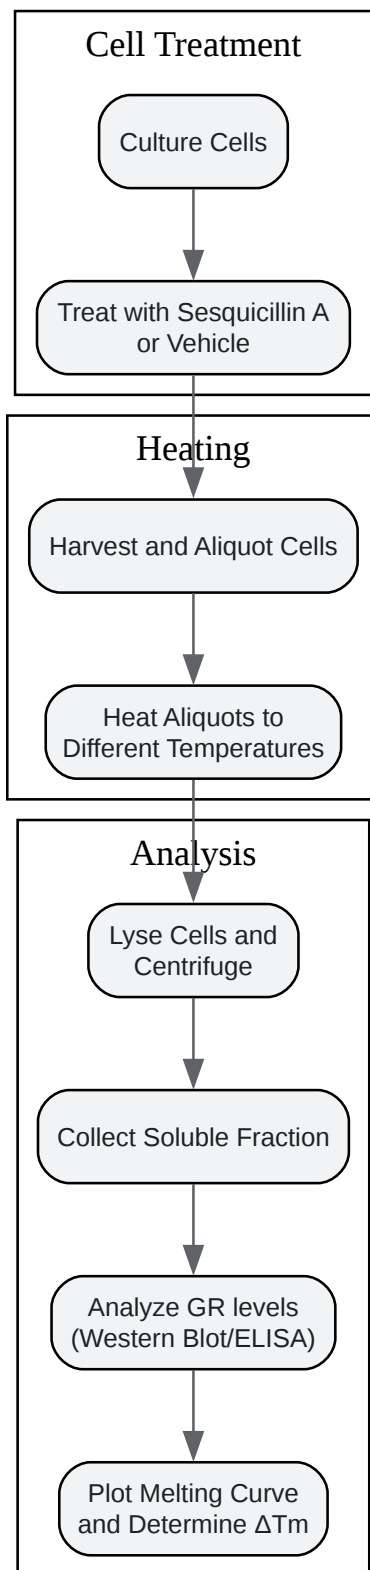 Cell Treatment
Culture Cells
Treat with Sesquicillin A
or Vehicle
Heating
Harvest and Aliquot Cells
Heat Aliquots to
Different Temperatures
Analysis
Lyse Cells and
Centrifuge
Collect Soluble Fraction
Analyze GR levels
(Western Blot/ELISA)
Plot Melting Curve
and Determine ΔTm